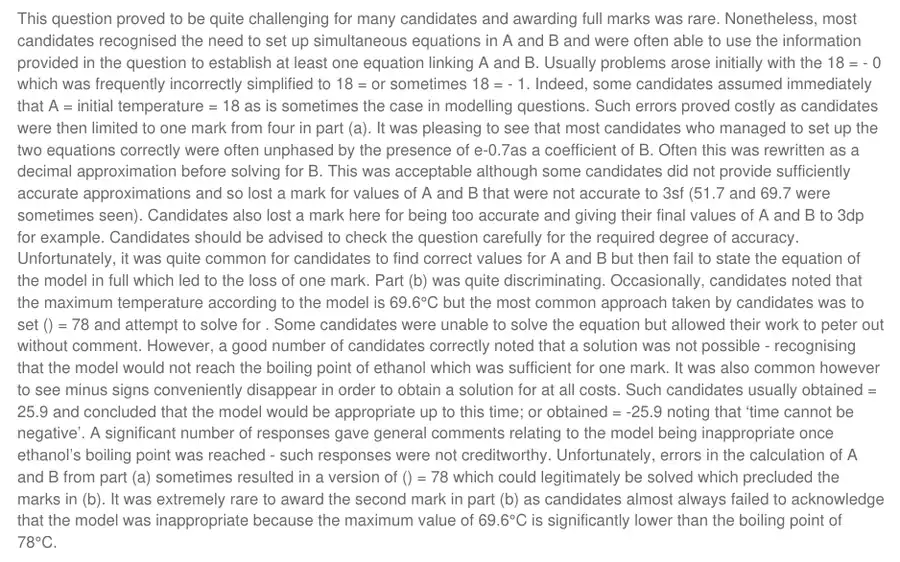 This question proved to be quite challenging for many candidates and awarding full marks was rare. Nonetheless, most
candidates recognised the need to set up simultaneous equations in A and B and were often able to use the information
provided in the question to establish at least one equation linking A and B. Usually problems arose initially with the 18 = - 0
which was frequently incorrectly simplified to 18 = or sometimes 18 = - 1. Indeed, some candidates assumed immediately
that A = initial temperature = 18 as is sometimes the case in modelling questions. Such errors proved costly as candidates
were then limited to one mark from four in part (a). It was pleasing to see that most candidates who managed to set up the
two equations correctly were often unphased by the presence of e-0.7as a coefficient of B. Often this was rewritten as a
decimal approximation before solving for B. This was acceptable although some candidates did not provide sufficiently
accurate approximations and so lost a mark for values of A and B that were not accurate to 3sf (51.7 and 69.7 were
sometimes seen). Candidates also lost a mark here for being too accurate and giving their final values of A and B to 3dp
for example. Candidates should be advised to check the question carefully for the required degree of accuracy.
Unfortunately, it was quite common for candidates to find correct values for A and B but then fail to state the equation of
the model in full which led to the loss of one mark. Part (b) was quite discriminating. Occasionally, candidates noted that
the maximum temperature according to the model is 69.6°C but the most common approach taken by candidates was to
set () = 78 and attempt to solve for . Some candidates were unable to solve the equation but allowed their work to peter out
without comment. However, a good number of candidates correctly noted that a solution was not possible - recognising
that the model would not reach the boiling point of ethanol which was sufficient for one mark. It was also common however
to see minus signs conveniently disappear in order to obtain a solution for at all costs. Such candidates usually obtained =
25.9 and concluded that the model would be appropriate up to this time; or obtained = -25.9 noting that ‘time cannot be
negative’. A significant number of responses gave general comments relating to the model being inappropriate once
ethanol’s boiling point was reached - such responses were not creditworthy. Unfortunately, errors in the calculation of A
and B from part (a) sometimes resulted in a version of () = 78 which could legitimately be solved which precluded the
marks in (b). It was extremely rare to award the second mark in part (b) as candidates almost always failed to acknowledge
that the model was inappropriate because the maximum value of 69.6°C is significantly lower than the boiling point of
78°C.